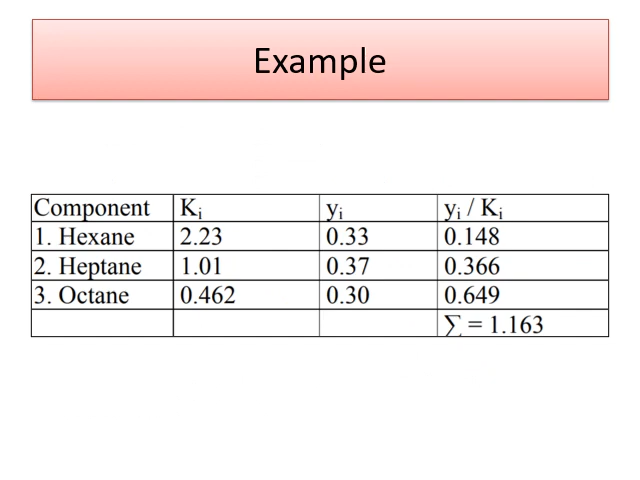 Example
Component Ki yi yi / Ki
1. Hexane 2.23 0.33 0.148
2. Heptane 1.01 0.37 0.366
3. Octane 0.462 0.30 0.649
∑ = 1.163